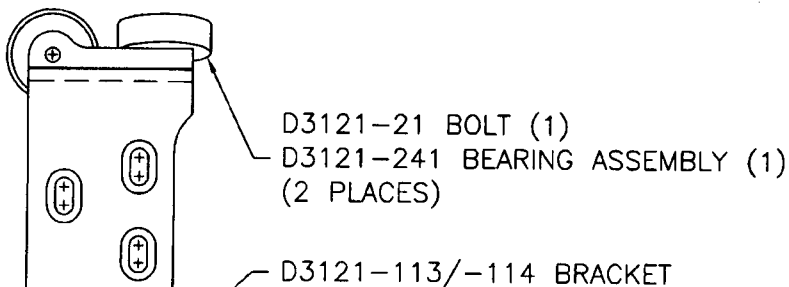 D3121-21 BOLT (1)
D3121-241 BEARING ASSEMBLY (1)
(2 PLACES)
D3121-113/-114 BRACKET